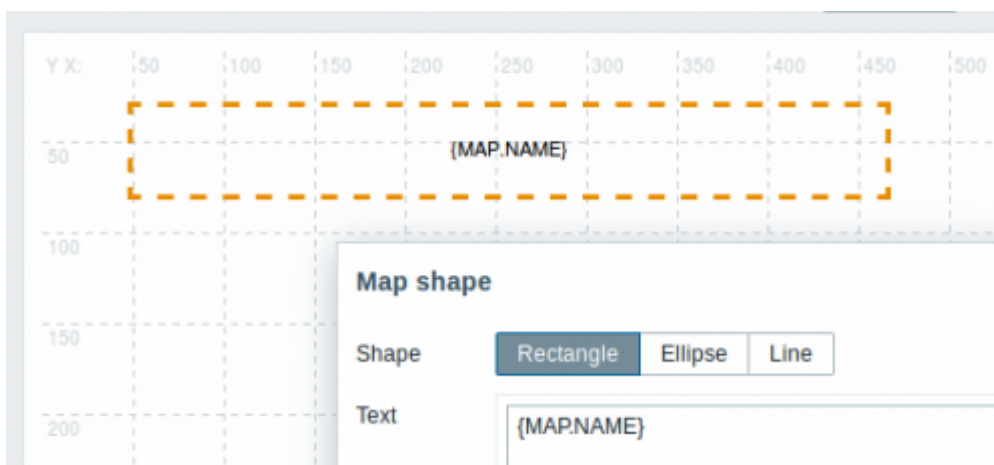 Y X: 50 100 150 200 250 300 350 400 450 500
{MAP.NAME}
50
100
Map shape
150
Shape Rectangle Ellipse Line
Text
{MAP.NAME}
200